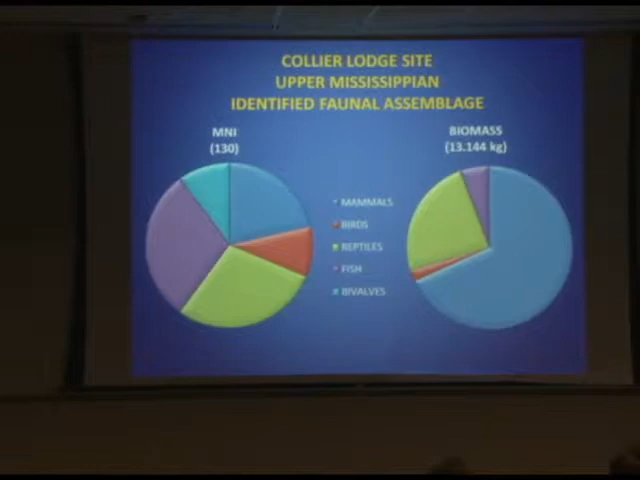 COLLIER LODGE SITE
UPPER MISSISSIPPIAN
IDENTIFIED FAUNAL ASSEMBLAGE
MNI
(130)
BIOMASS
(13.144 kg)
MAMMALS
BIRDS
REPTILES
FISH
BIVALVES